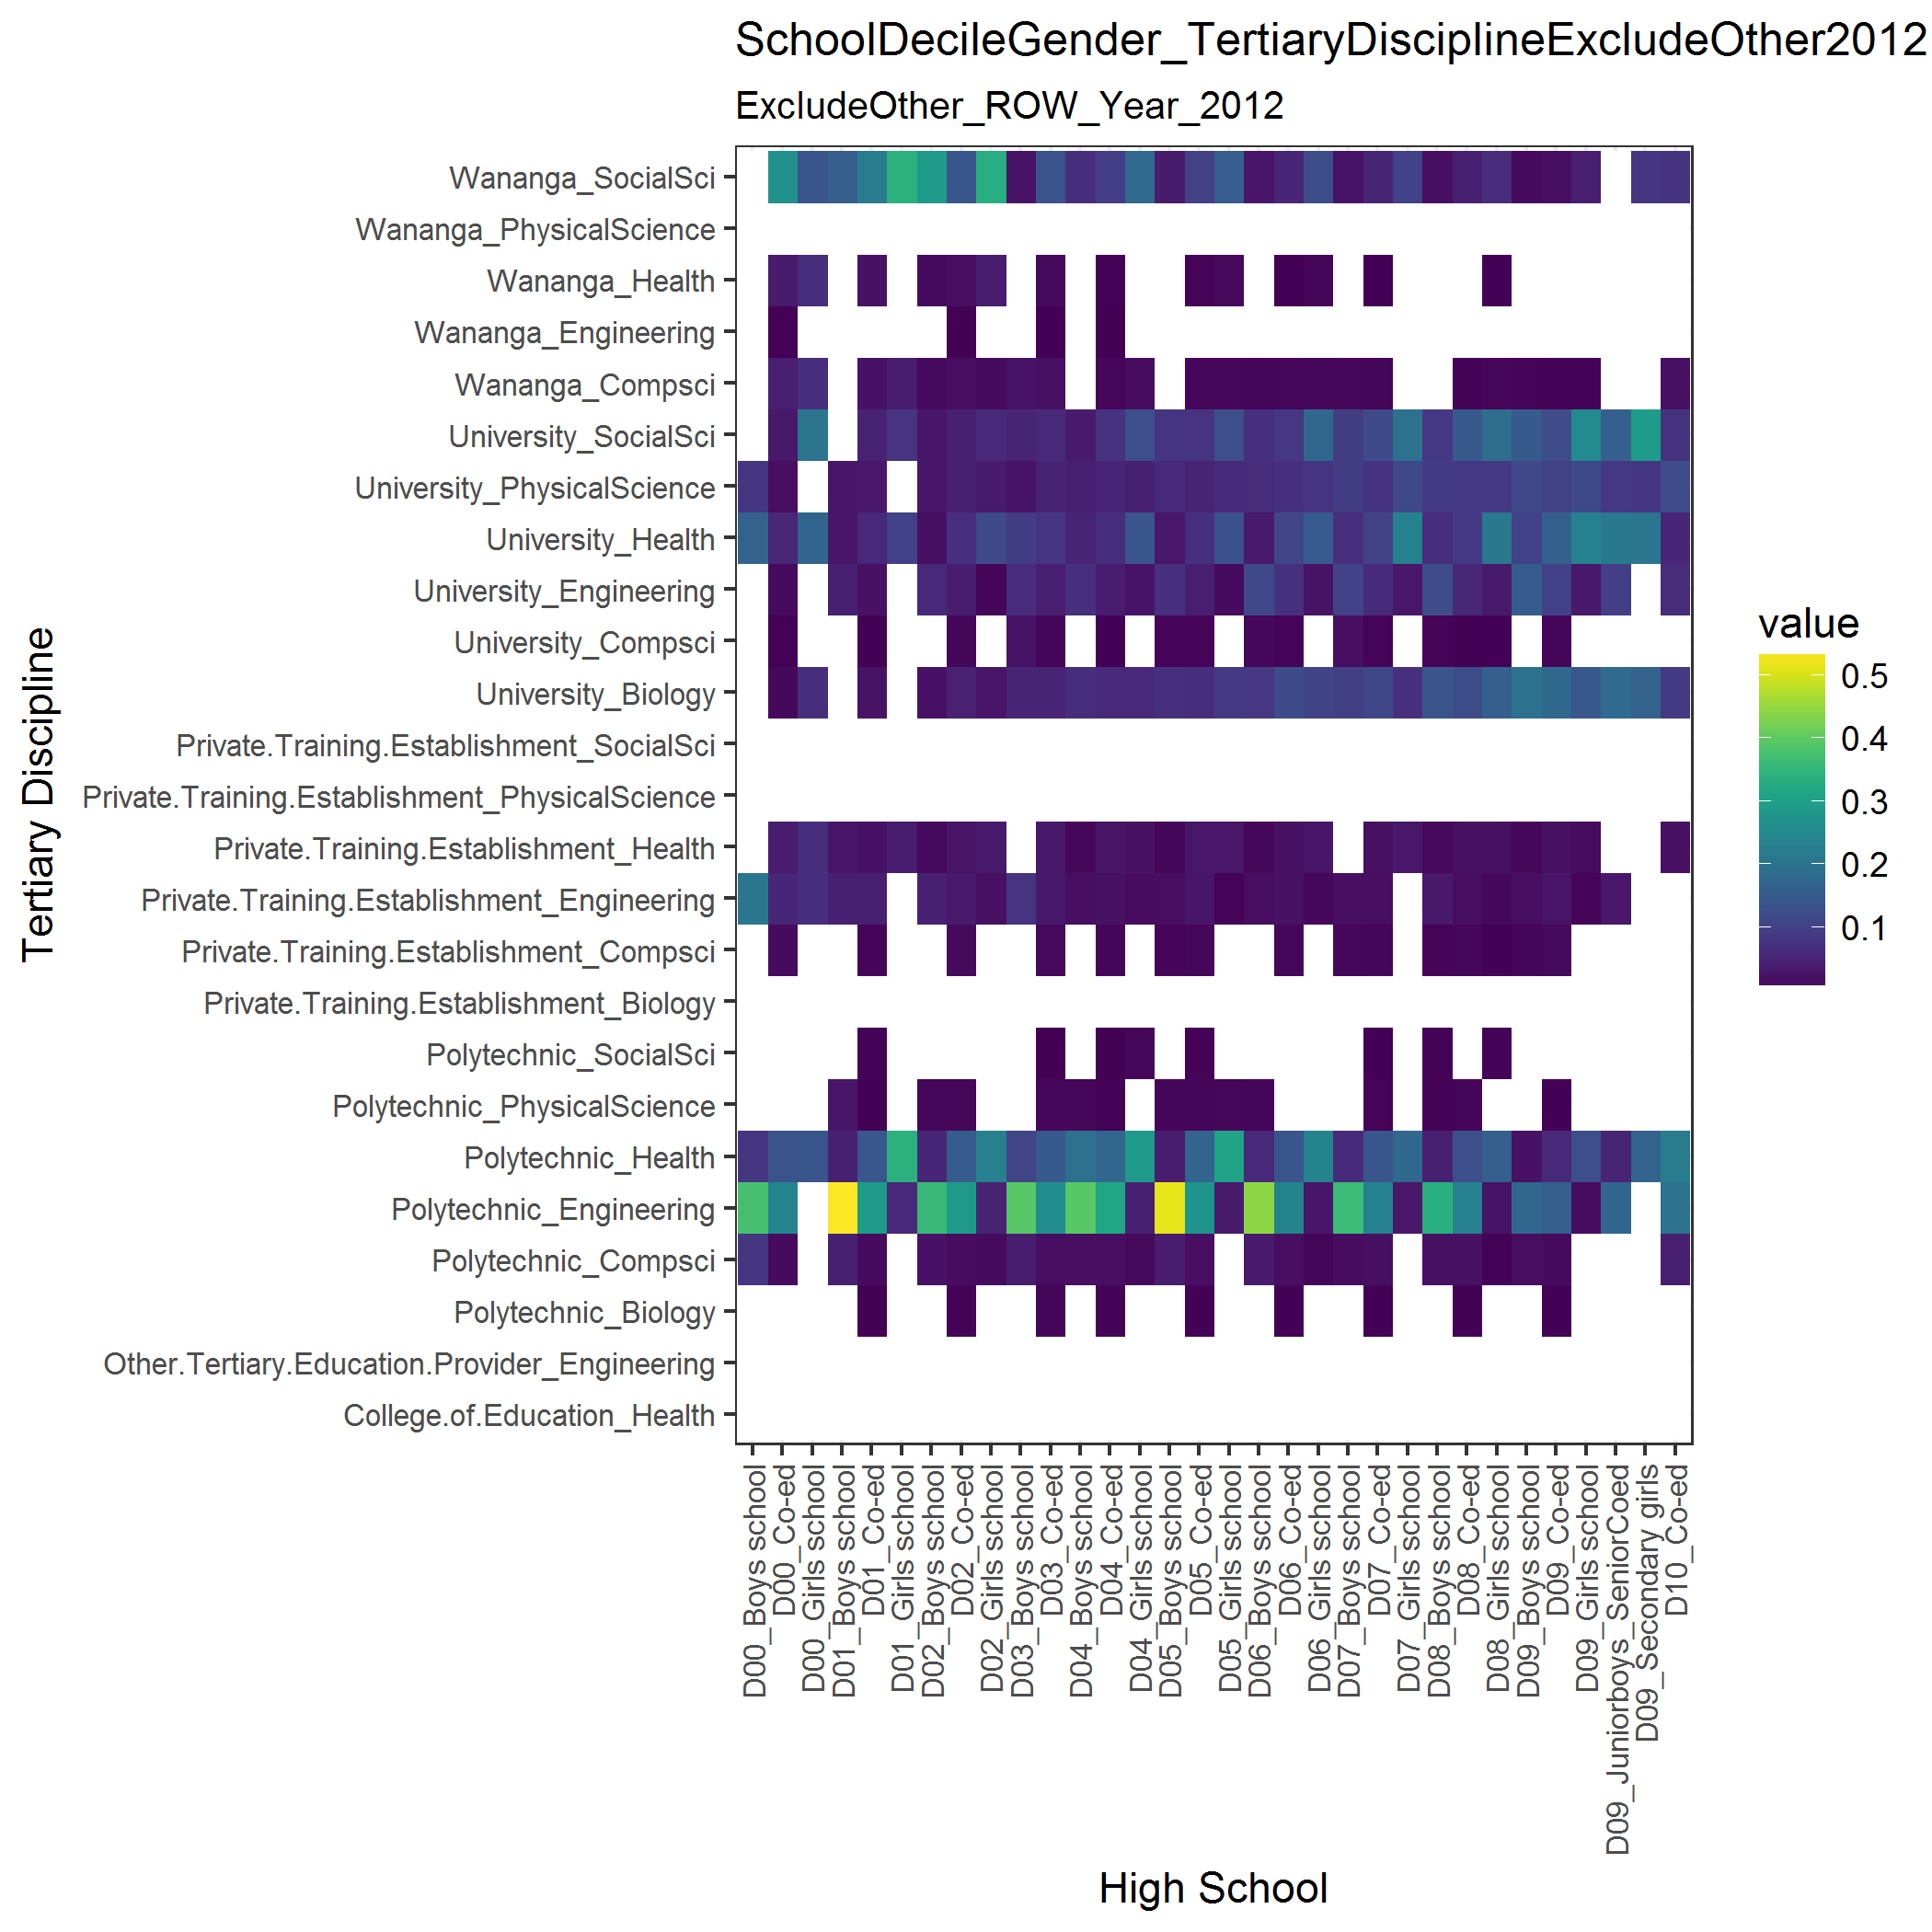 SchoolDecileGender_TertiaryDisciplineExcludeOther2012
ExcludeOther_ROW_Year_2012
Tertiary Discipline
Wananga_SocialSci
Wananga_PhysicalScience
Wananga_Health
Wananga_Engineering
Wananga_Compsci
University_SocialSci
University_PhysicalScience
University_Health
University_Engineering
University_Compsci
University_Biology
Private.Training.Establishment_SocialSci
Private.Training.Establishment_PhysicalScience
Private.Training.Establishment_Health
Private.Training.Establishment_Engineering
Private.Training.Establishment_Compsci
Private.Training.Establishment_Biology
Polytechnic_SocialSci
Polytechnic_PhysicalScience
Polytechnic_Health
Polytechnic_Engineering
Polytechnic_Compsci
Polytechnic_Biology
Other.Tertiary.Education.Provider_Engineering
College.of.Education_Health
D00_Boys school
D00_Co-ed
D00_Girls school
D01_Boys school
D01_Co-ed
D01_Girls school
D02_Boys school
D02_Co-ed
D02_Girls school
D03_Boys school
D03_Co-ed
D04_Boys school
D04_Co-ed
D04_Girls school
D05_Boys school
D05_Co-ed
D05_Girls school
D06_Boys school
D06_Co-ed
D06_Girls school
D07_Boys school
D07_Co-ed
D07_Girls school
D08_Boys school
D08_Co-ed
D08_Girls school
D09_Boys school
D09_Co-ed
D09_Girls school
D09_Juniorboys_SeniorCoed
D09_Secondary girls
D10_Co-ed
High School
value
0.5
0.4
0.3
0.2
0.1